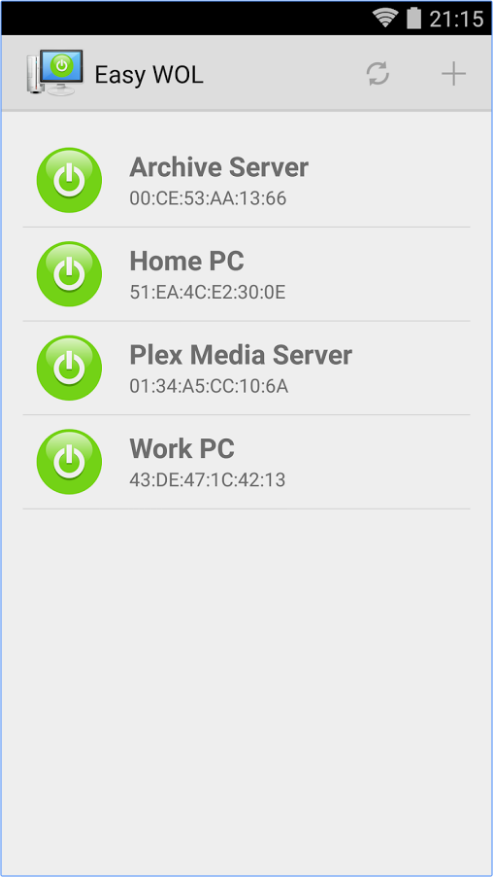 21:15
Easy WOL
Archive Server
00:CE:53:AA:13:66
Home PC
51:EA:4C:E2:30:0E
Plex Media Server
01:34:A5:CC:10:6A
Work PC
43:DE:47:1C:42:13